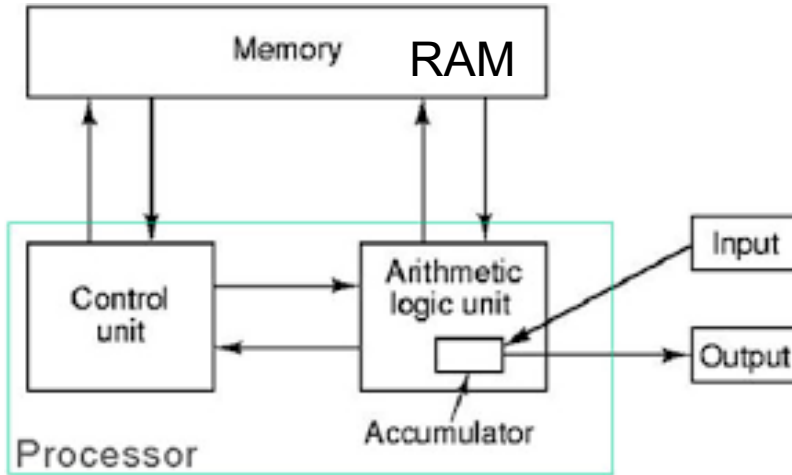 Memory RAM
Control
unit
Arithmetic
logic unit
Input
Output
Accumulator
Processor